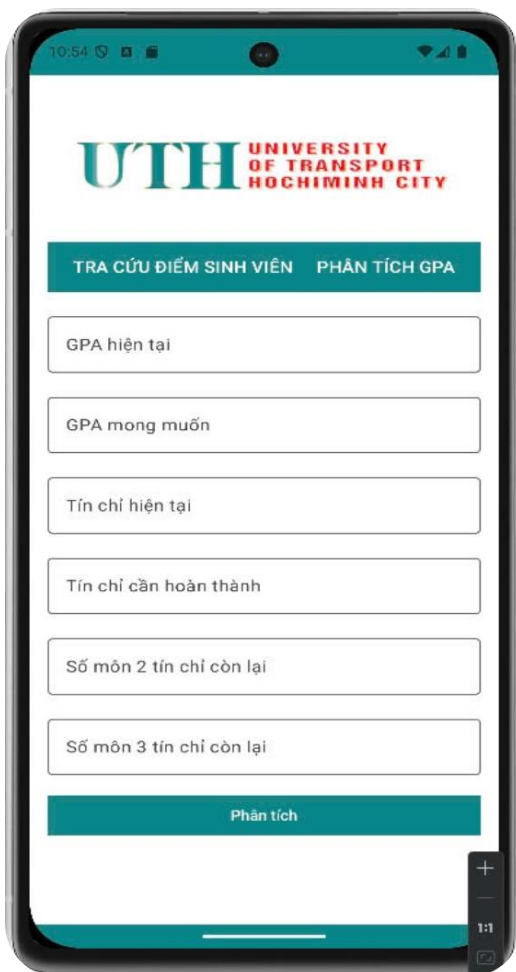 10:54
UTH UNIVERSITY
OF TRANSPORT
HOCHIMINH CITY
TRA CỨU ĐIỂM SINH VIÊN PHÂN TÍCH GPA
GPA hiện tại
GPA mong muốn
Tín chỉ hiện tại
Tín chỉ cần hoàn thành
Số môn 2 tín chỉ còn lại
Số môn 3 tín chỉ còn lại
Phân tích
1:1